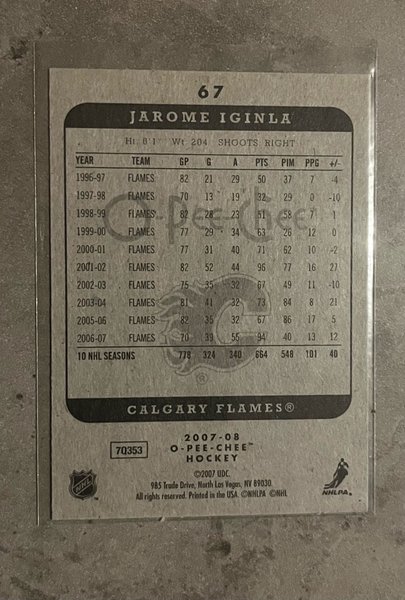 67
JAROME IGINLA
Ht. 6'1 Wt. 204 SHOOTS RIGHT
YEAR TEAM GP G A PTS PIM PPG +/-
1996-97 FLAMES 82 21 29 50 37 7 -4
1997-98 FLAMES 70 13 19 32 29 0 -10
1998-99 FLAMES 82 28 23 51 58 7 1
1999-00 FLAMES 77 29 34 63 26 12 0
O-Pee-Chee
2000-01 FLAMES 77 31 40 71 62 10 -2
2001-02 FLAMES 82 52 44 96 77 16 27
2002-03 FLAMES 75 35 32 67 49 11 -10
2003-04 FLAMES 81 41 32 73 84 8 21
2005-06 FLAMES 82 35 32 67 86 17 5
2006-07 FLAMES 70 39 55 94 40 13 12
10 NHL SEASONS 778 324 340 664 548 101 40
®
CALGARY FLAMES®
2007-08
7Q353 O-PEE-CHEE™
HOCKEY
©2007 UDC.
985 Trade Drive, North Las Vegas, NV 89030.
All rights reserved. Printed in the USA. ©NHLPA ©NHL
NHL
NHLPA